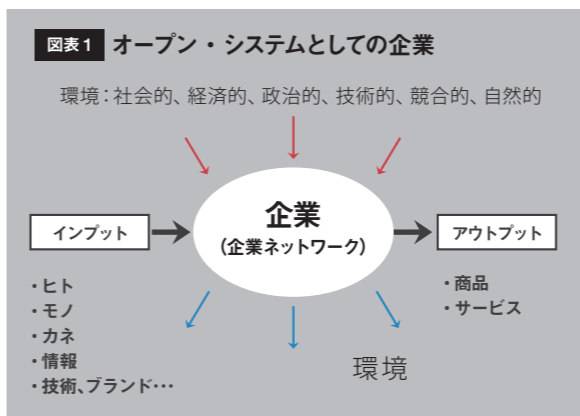 図表1 オープン・システムとしての企業
環境：社会的、経済的、政治的、技術的、競合的、自然的
企業
（企業ネットワーク）
インプット
アウトプット
・ヒト
・モノ
・カネ
・情報
・技術、ブランド…
・商品
・サービス
環境